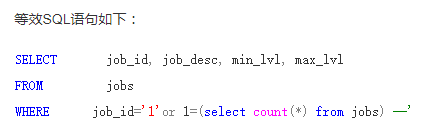 等效SQL语句如下：
SELECT job_id, job_desc, min_lvl, max_lvl
FROM jobs
WHERE job_id='1'or 1=(select count(*) from jobs) —'